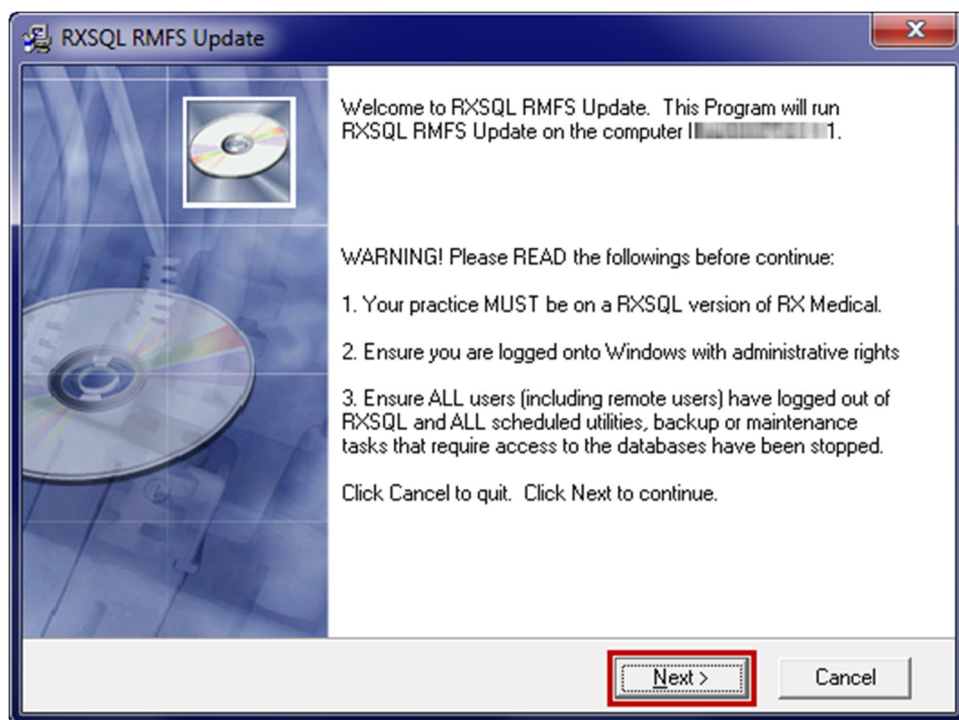 RXSQL RMFS Update
Welcome to RXSQL RMFS Update. This Program will run
RXSQL RMFS Update on the computer 1.
WARNING! Please READ the followings before continue:
1. Your practice MUST be on a RXSQL version of RX Medical.
2. Ensure you are logged onto Windows with administrative rights
3. Ensure ALL users (including remote users) have logged out of
RXSQL and ALL scheduled utilities, backup or maintenance
tasks that require access to the databases have been stopped.
Click Cancel to quit. Click Next to continue.
Next >
Cancel